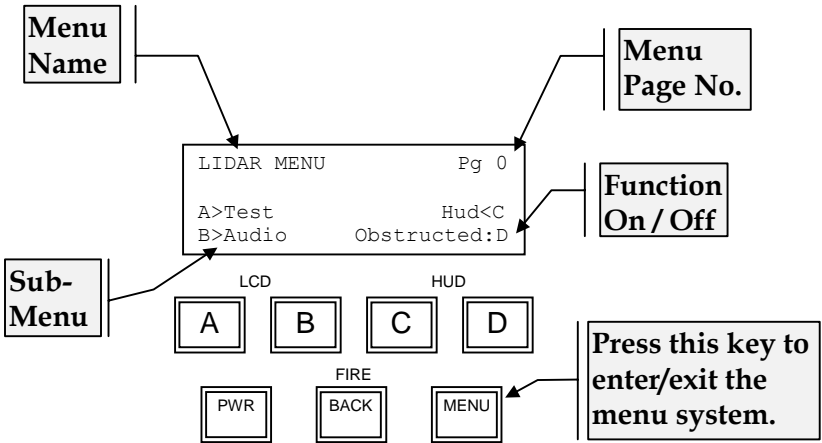 Menu
Name
Menu
Page No.
LIDAR MENU Pg 0
A>Test Hud<C
B>Audio Obstructed:D
Function
On / Off
Sub-
Menu
LCD HUD
A B C D
FIRE
PWR BACK MENU
Press this key to
enter/exit the
menu system.